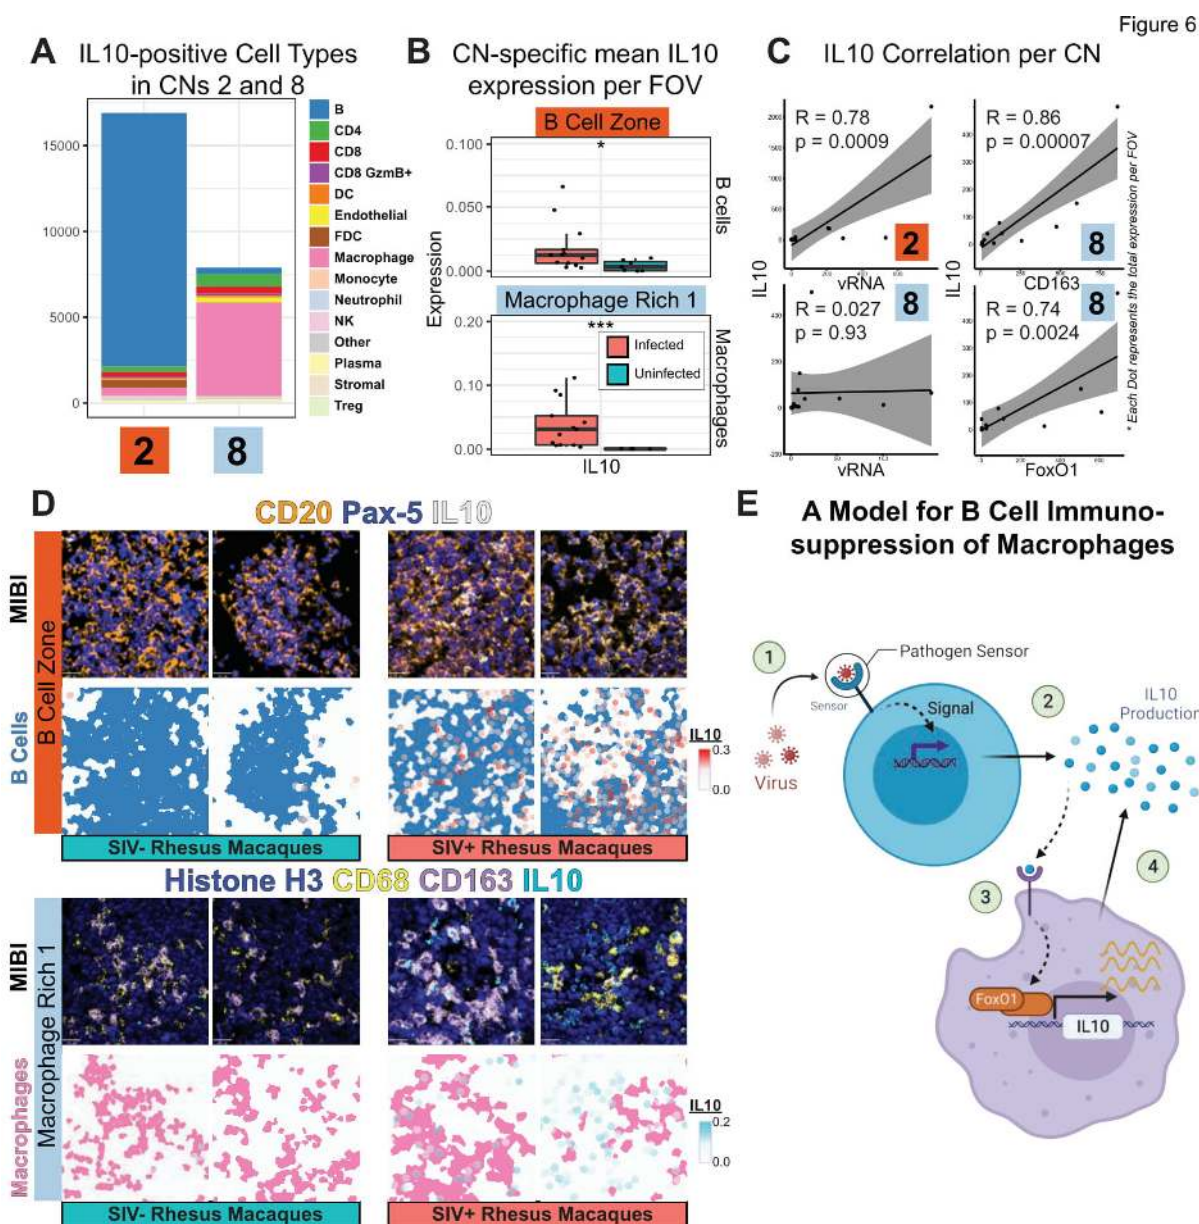 Figure 6
A IL10-positive Cell Types
in CNs 2 and 8
15000
10000
5000
0
2
8
B
CD4
CD8
CD8 GzmB+
DC
Endothelial
FDC
Macrophage
Monocyte
Neutrophil
NK
Other
Plasma
Stromal
Treg
B CN-specific mean IL10
expression per FOV
B Cell Zone
*
0.100
0.050
0.000
B cells
Expression
Macrophage Rich 1
***
0.20
0.10
0.00
Infected
Uninfected
Macrophages
IL10
C IL10 Correlation per CN
R = 0.78
p = 0.0009
2
IL10
vRNA
R = 0.86
p = 0.00007
8
IL10
CD163
R = 0.027
p = 0.93
8
vRNA
R = 0.74
p = 0.0024
8
FoxO1
* Each Dot represents the total expression per FOV
D CD20 Pax-5 IL10
MIBI
B Cells
B Cell Zone
IL10
0.3
0.0
SIV- Rhesus Macaques
SIV+ Rhesus Macaques
Histone H3 CD68 CD163 IL10
MIBI
Macrophages
Macrophage Rich 1
IL10
0.2
0.0
SIV- Rhesus Macaques
SIV+ Rhesus Macaques
E A Model for B Cell Immuno-
suppression of Macrophages
1
Pathogen Sensor
Sensor
Signal
Virus
2
IL10
Production
3
4
FoxO1
IL10